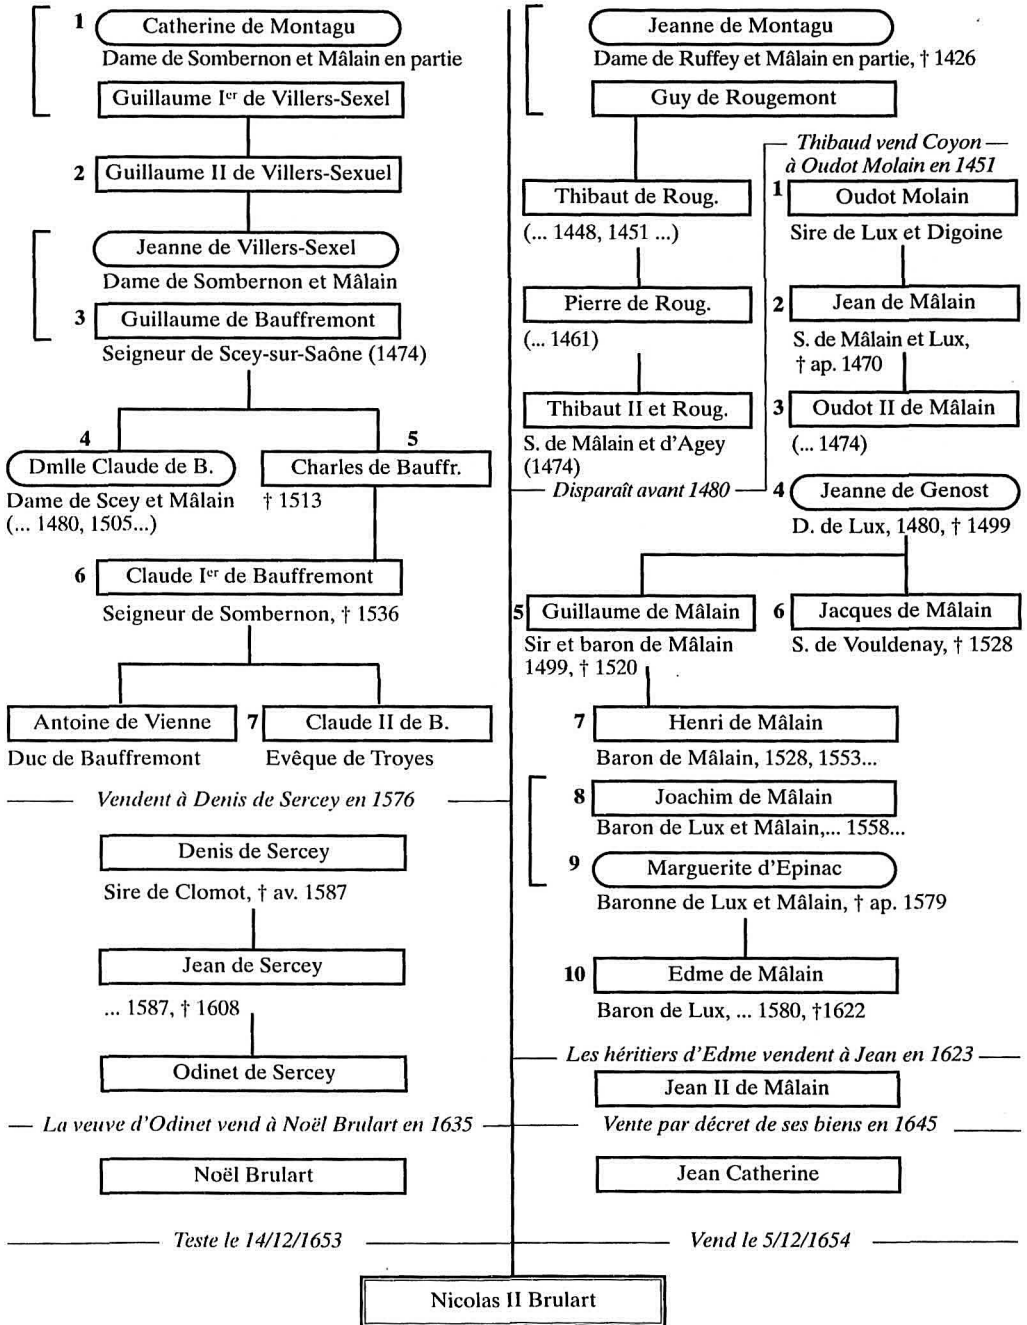 1 Catherine de Montagu
Dame de Sombernon et Mâlain en partie
Guillaume Ier de Villers-Sexel
2 Guillaume II de Villers-Sexuel
Jeanne de Villers-Sexel
Dame de Sombernon et Mâlain
3 Guillaume de Bauffremont
Seigneur de Scey-sur-Saône (1474)
4 5
Dmlle Claude de B. Charles de Bauffr.
Dame de Scey et Mâlain † 1513
(... 1480, 1505...)
6 Claude Ier de Bauffremont
Seigneur de Sombernon, † 1536
Antoine de Vienne 7 Claude II de B.
Duc de Bauffremont Evêque de Troyes
Vendent à Denis de Sercey en 1576
Denis de Sercey
Sire de Clomot, † av. 1587
Jean de Sercey
... 1587, † 1608
Odinet de Sercey
La veuve d'Odinet vend à Noël Brulart en 1635
Noël Brulart
Teste le 14/12/1653
Jeanne de Montagu
Dame de Ruffey et Mâlain en partie, † 1426
Guy de Rougemont
Thibaud vend Coyon
à Oudot Molain en 1451
Thibaut de Roug.
(... 1448, 1451 ...)
Pierre de Roug.
(... 1461)
Thibaut II et Roug.
S. de Mâlain et d'Agey
(1474)
Disparaît avant 1480
1 Oudot Molain
Sire de Lux et Digoine
2 Jean de Mâlain
S. de Mâlain et Lux,
† ap. 1470
3 Oudot II de Mâlain
(... 1474)
4 Jeanne de Genost
D. de Lux, 1480, † 1499
5 Guillaume de Mâlain
Sir et baron de Mâlain
1499, † 1520
6 Jacques de Mâlain
S. de Vouldenay, † 1528
7 Henri de Mâlain
Baron de Mâlain, 1528, 1553...
8 Joachim de Mâlain
Baron de Lux et Mâlain,... 1558...
9 Marguerite d'Epinac
Baronne de Lux et Mâlain, † ap. 1579
10 Edme de Mâlain
Baron de Lux, ... 1580, †1622
Les héritiers d'Edme vendent à Jean en 1623
Jean II de Mâlain
Vente par décret de ses biens en 1645
Jean Catherine
Vend le 5/12/1654
Nicolas II Brulart